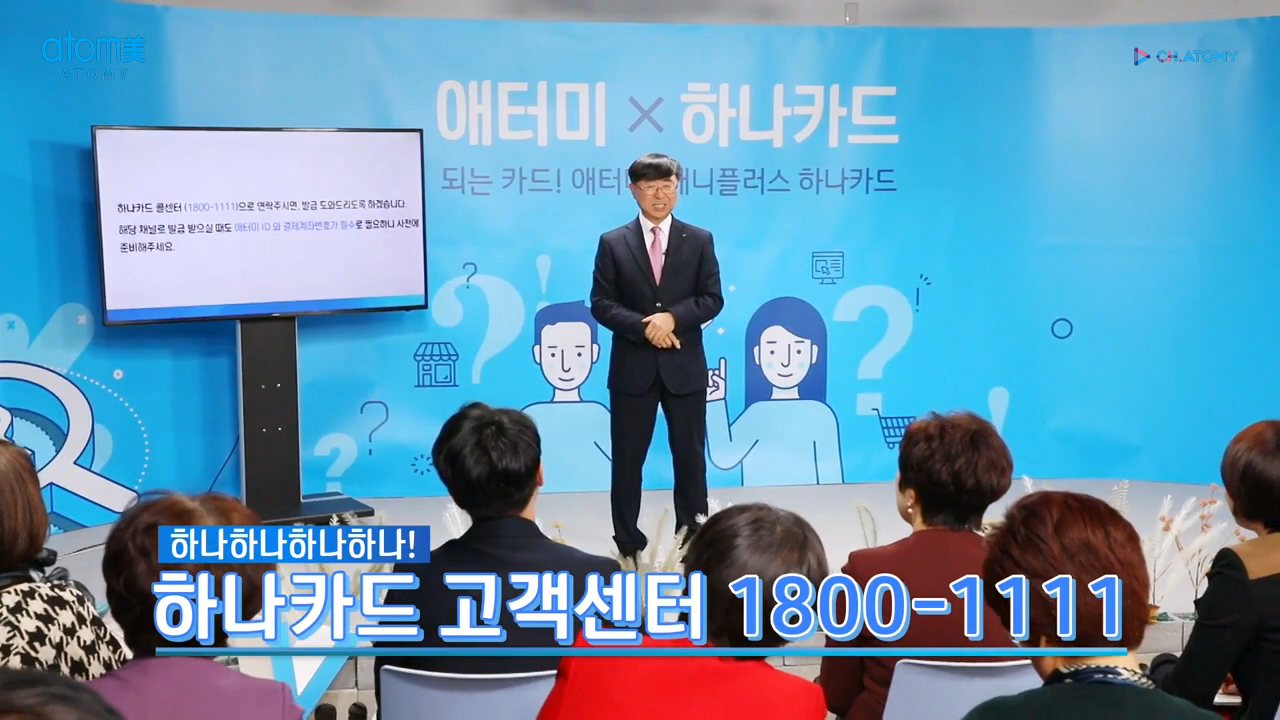 atom美
ATOMY
CH.ATOMY
애터미 × 하나카드
되는 카드! 애터미 니플러스 하나카드
하나카드 콜센터 (1800-1111)으로 연락주시면, 발급 도와드리도록 하겠습니다.
해당 채널로 발급 받으실 때도 애터미 ID 와 결제계좌번호가 필수로 필요하니 사전에
준비해주세요.
하나하나하나하나!
하나카드 고객센터 1800-1111